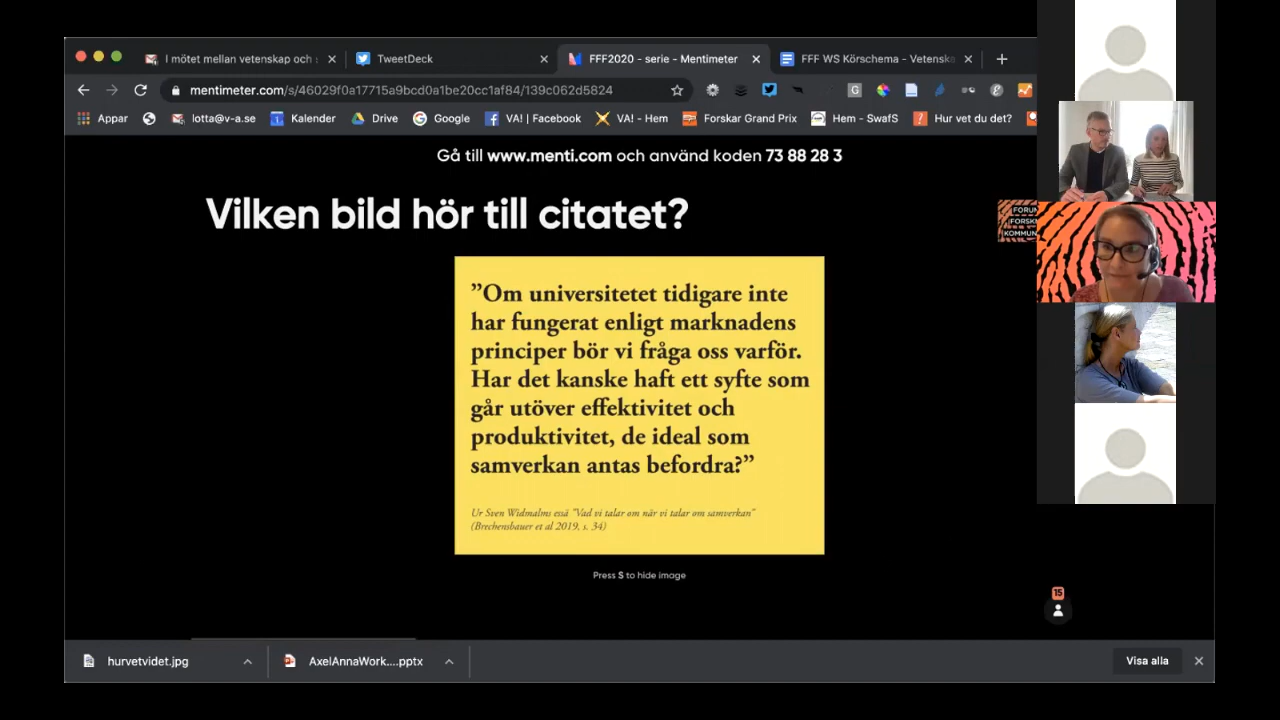 I mötet mellan vetenskap och
TweetDeck
FFF2020 - serie - Mentimeter
FFF WS Körschema - Vetenska
mentimeter.com/s/46029f0a17715a9bcd0a1be20cc1af84/139c062d5824
Appar
lotta@v-a.se
Kalender
Drive
Google
VA! | Facebook
VA! - Hem
Forskar Grand Prix
Hem - SwafS
Hur vet du det?
Gå till www.menti.com och använd koden 73 88 28 3
Vilken bild hör till citatet?
FORUM
FORSK
KOMMUN
”Om universitetet tidigare inte
har fungerat enligt marknadens
principer bör vi fråga oss varför.
Har det kanske haft ett syfte som
går utöver effektivitet och
produktivitet, de ideal som
samverkan antas befordra?”
Ur Sven Widmalms essä "Vad vi talar om när vi talar om samverkan"
(Brechensbauer et al 2019, s. 34)
Press S to hide image
15
hurvetvidet.jpg
AxelAnnaWork....pptx
Visa alla